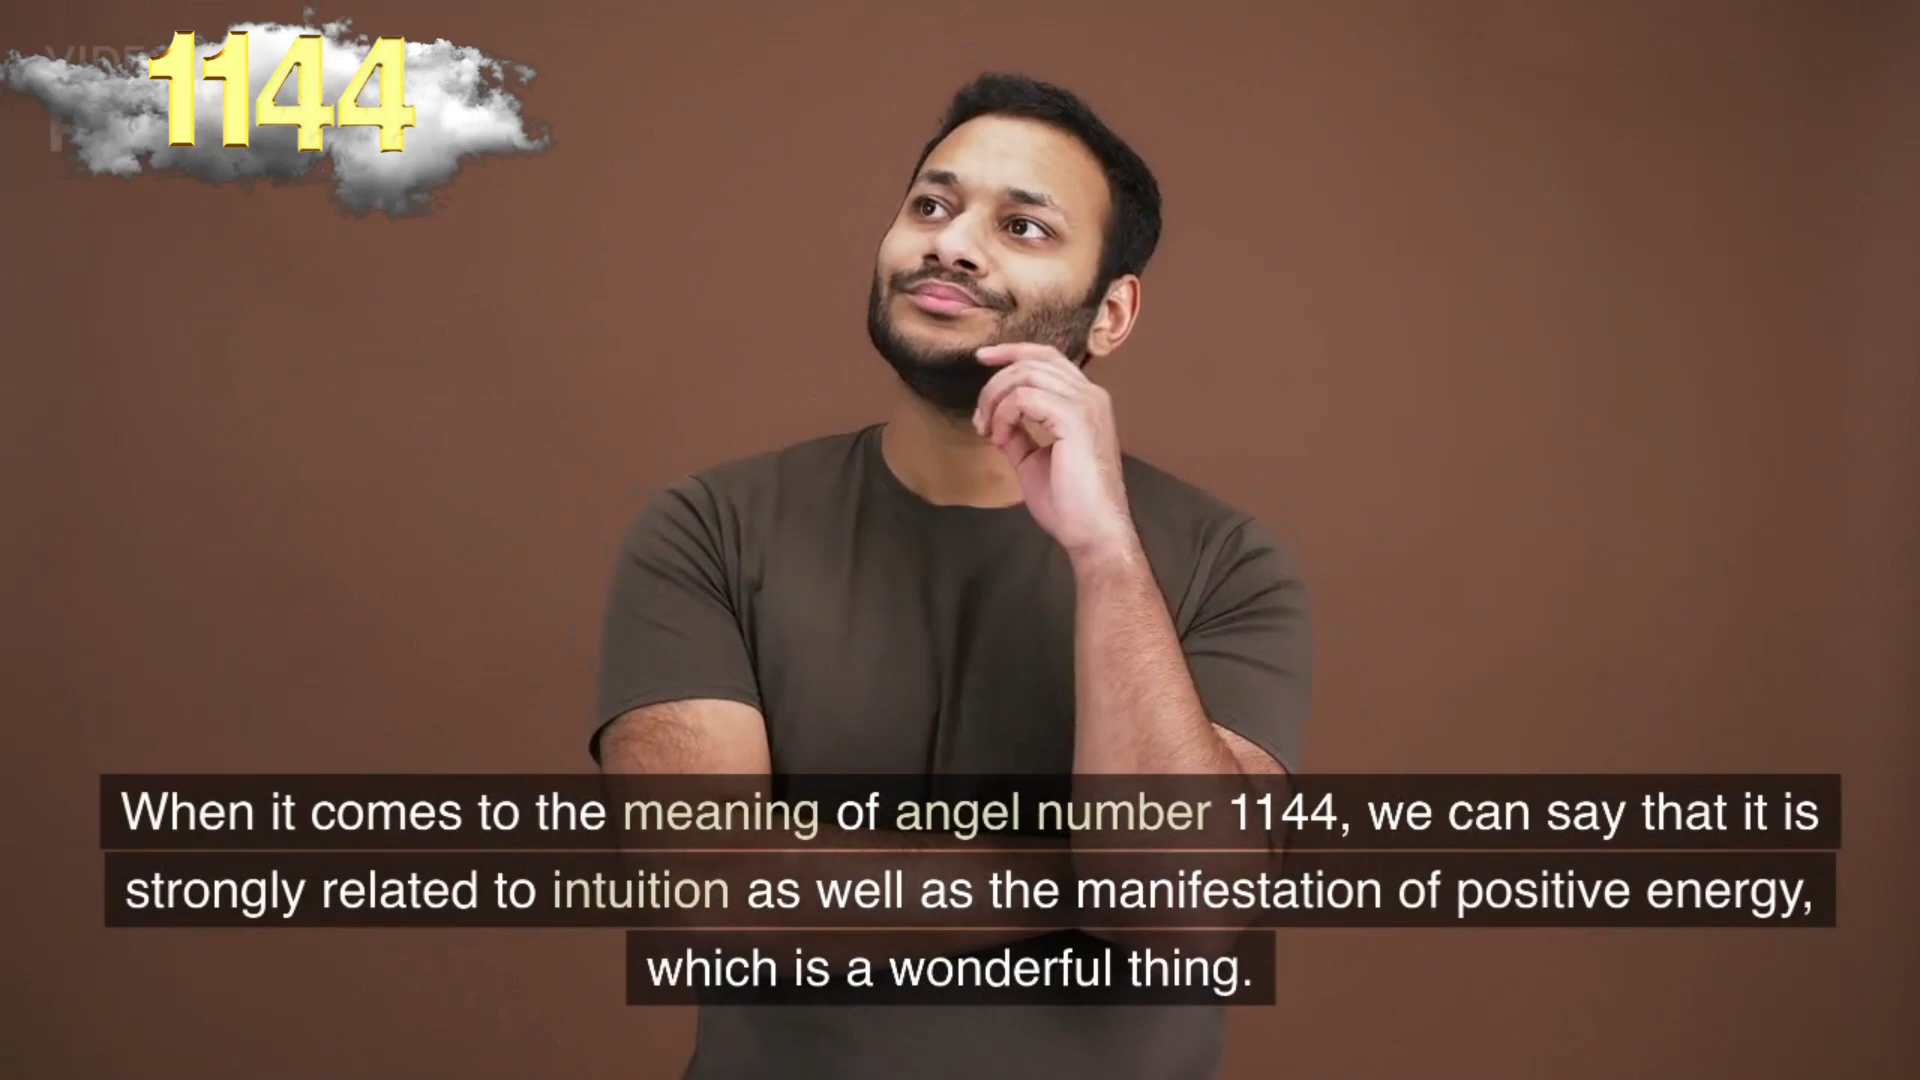 1144
When it comes to the meaning of angel number 1144, we can say that it is
strongly related to intuition as well as the manifestation of positive energy,
which is a wonderful thing.